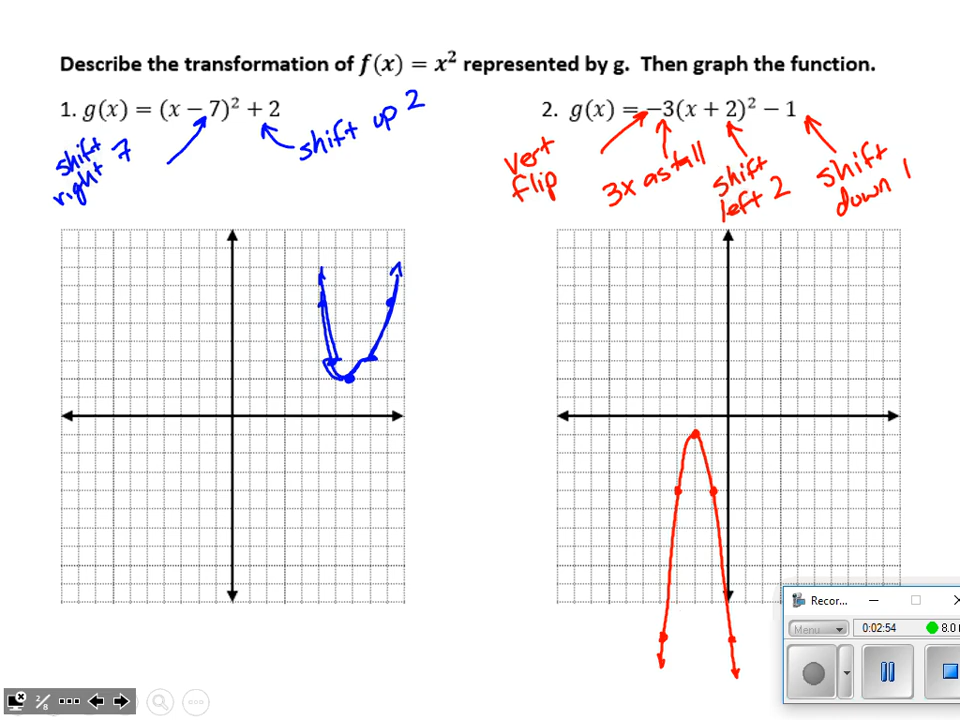 Describe the transformation of f(x) = x² represented by g. Then graph the function.
1. g(x) = (x − 7)² + 2
shift right 7
shift up 2
2. g(x) = −3(x + 2)² − 1
vert flip
3x as tall
shift left 2
shift down 1
Recor...
Menu
0:02:54
8.0
2/8